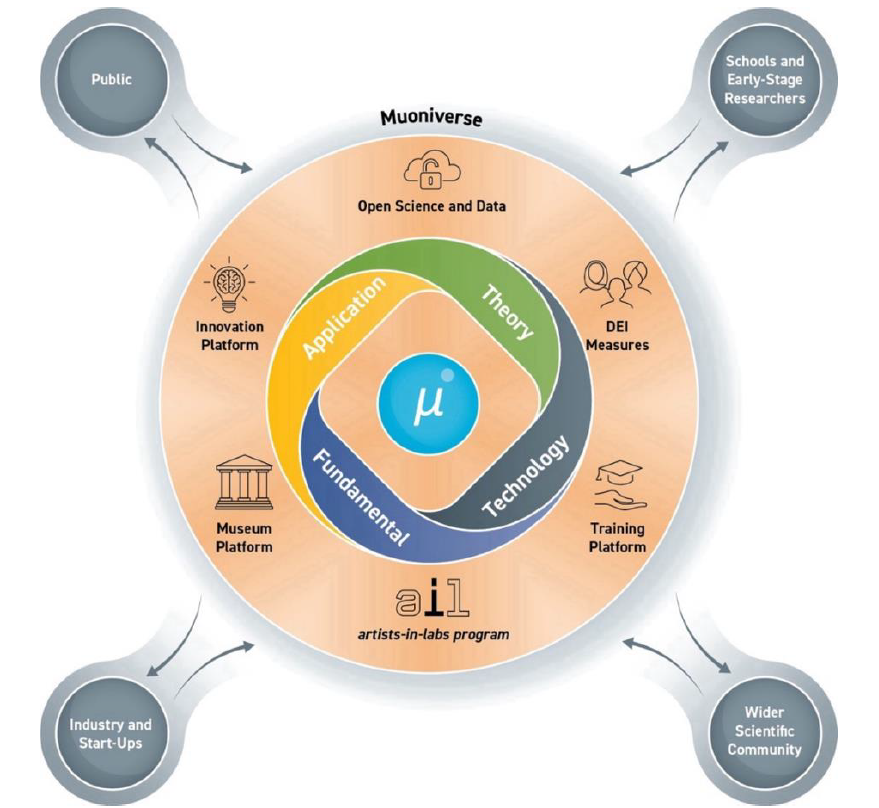 Public
Schools and
Early-Stage
Researchers
Muoniverse
Open Science and Data
Innovation
Platform
Application
Theory
DEI
Measures
μ
Museum
Platform
Fundamental
Technology
Training
Platform
ail
artists-in-labs program
Industry and
Start-Ups
Wider
Scientific
Community